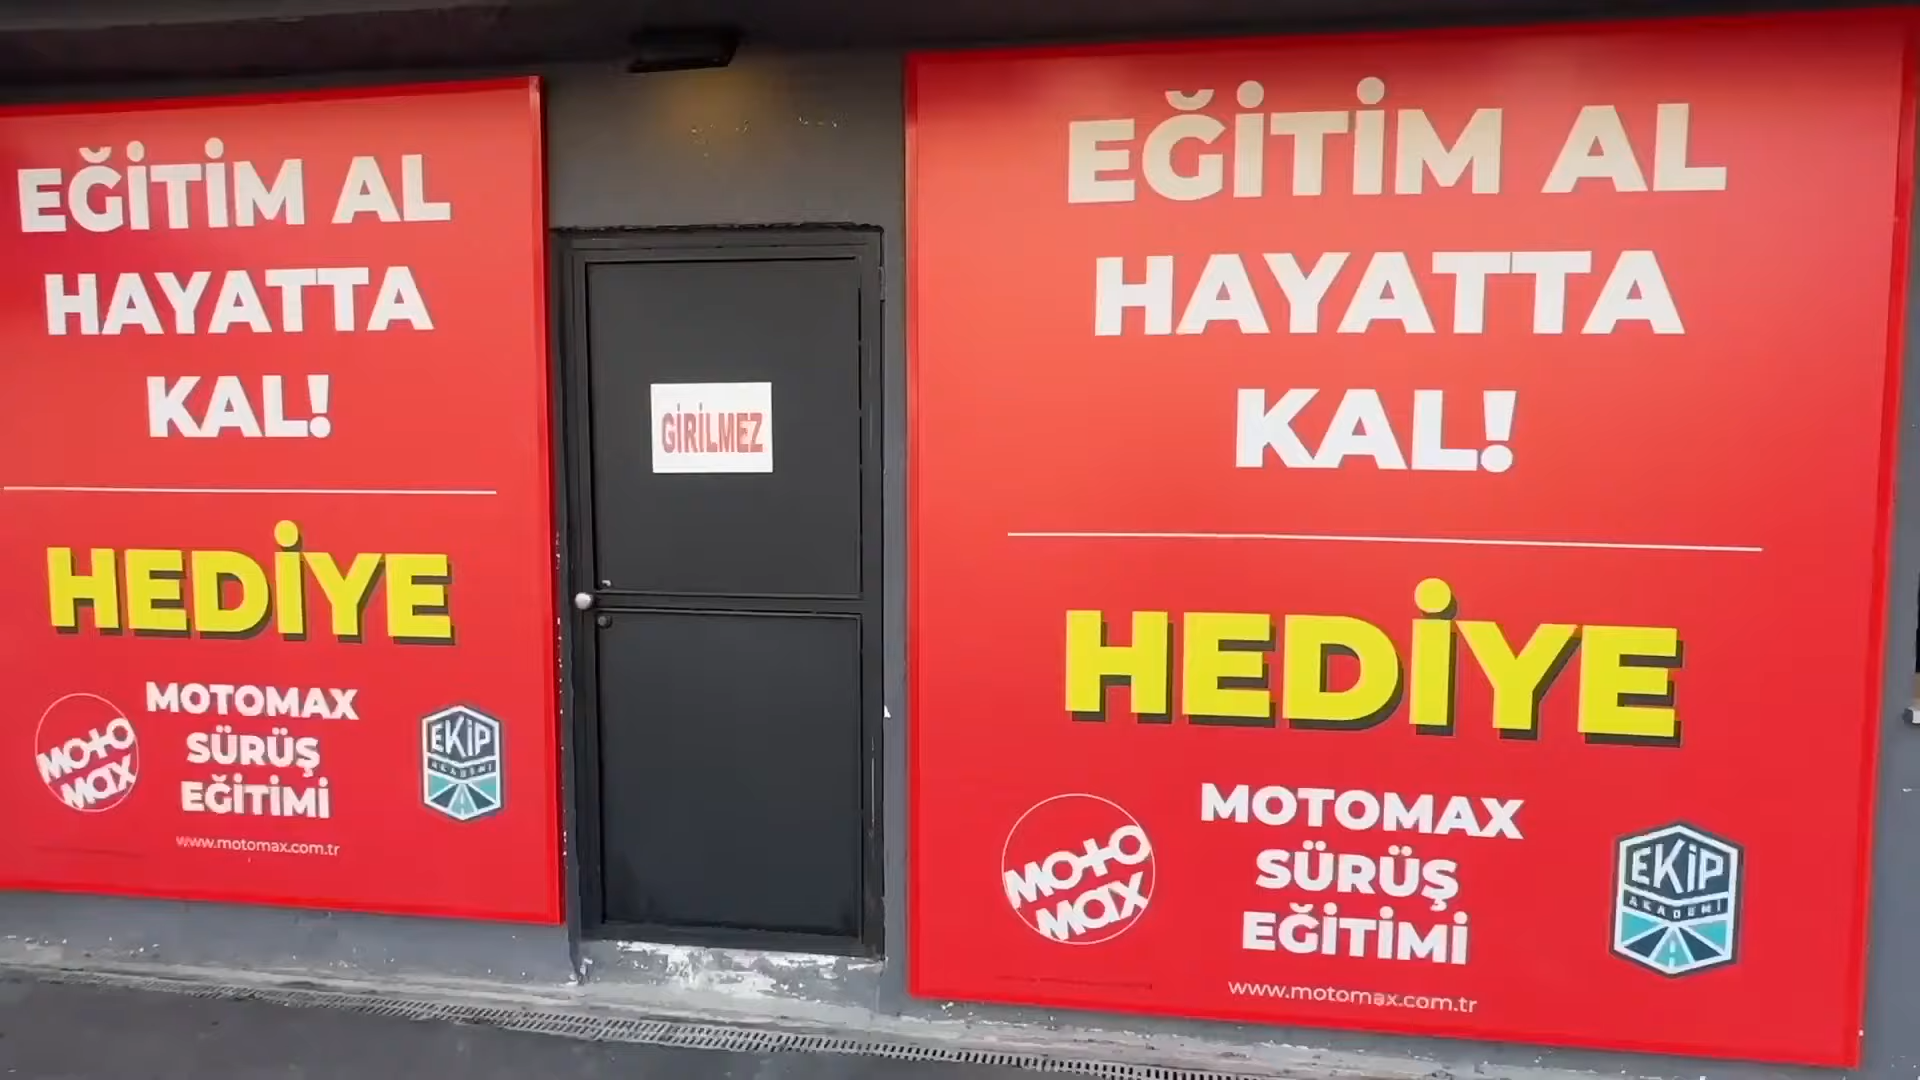 EĞİTİM AL
HAYATTA
KAL!
HEDİYE
MOTO
MAX
MOTOMAX
SÜRÜŞ
EĞİTİMİ
www.motomax.com.tr
EKİP
AKADEMİ
GİRİLMEZ
EĞİTİM AL
HAYATTA
KAL!
HEDİYE
MOTO
MAX
MOTOMAX
SÜRÜŞ
EĞİTİMİ
www.motomax.com.tr
EKİP
AKADEMİ